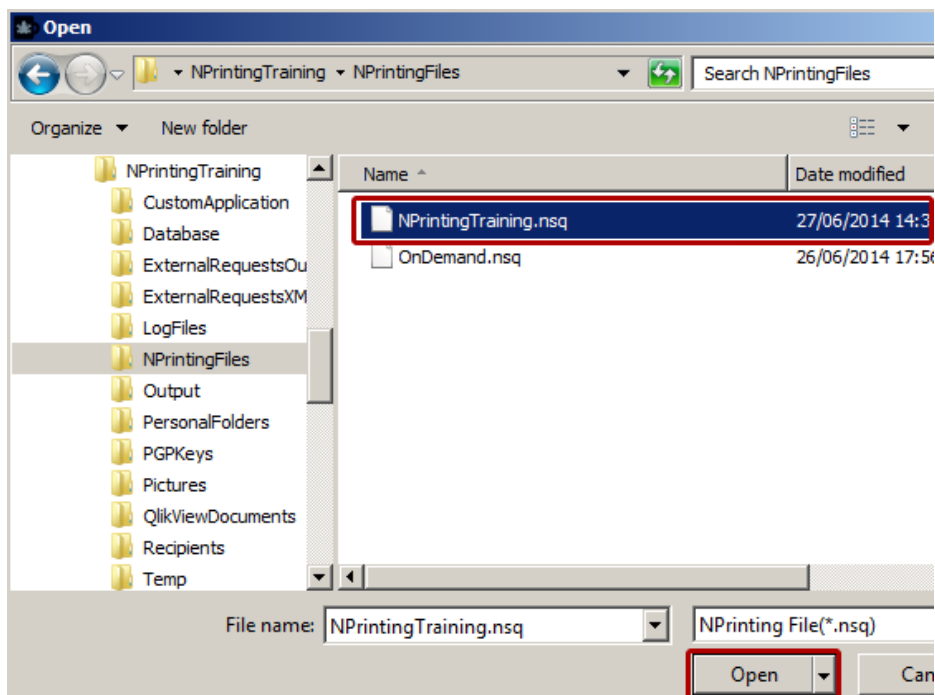 Open
NPrintingTraining NPrintingFiles Search NPrintingFiles
Organize New folder
NPrintingTraining
CustomApplication
Database
ExternalRequestsOu
ExternalRequestsXM
LogFiles
NPrintingFiles
Output
PersonalFolders
PGPKeys
Pictures
QlikViewDocuments
Recipients
Temp
Name Date modified
NPrintingTraining.nsq 27/06/2014 14:3
OnDemand.nsq 26/06/2014 17:56
File name: NPrintingTraining.nsq NPrinting File(*.nsq)
Open Can